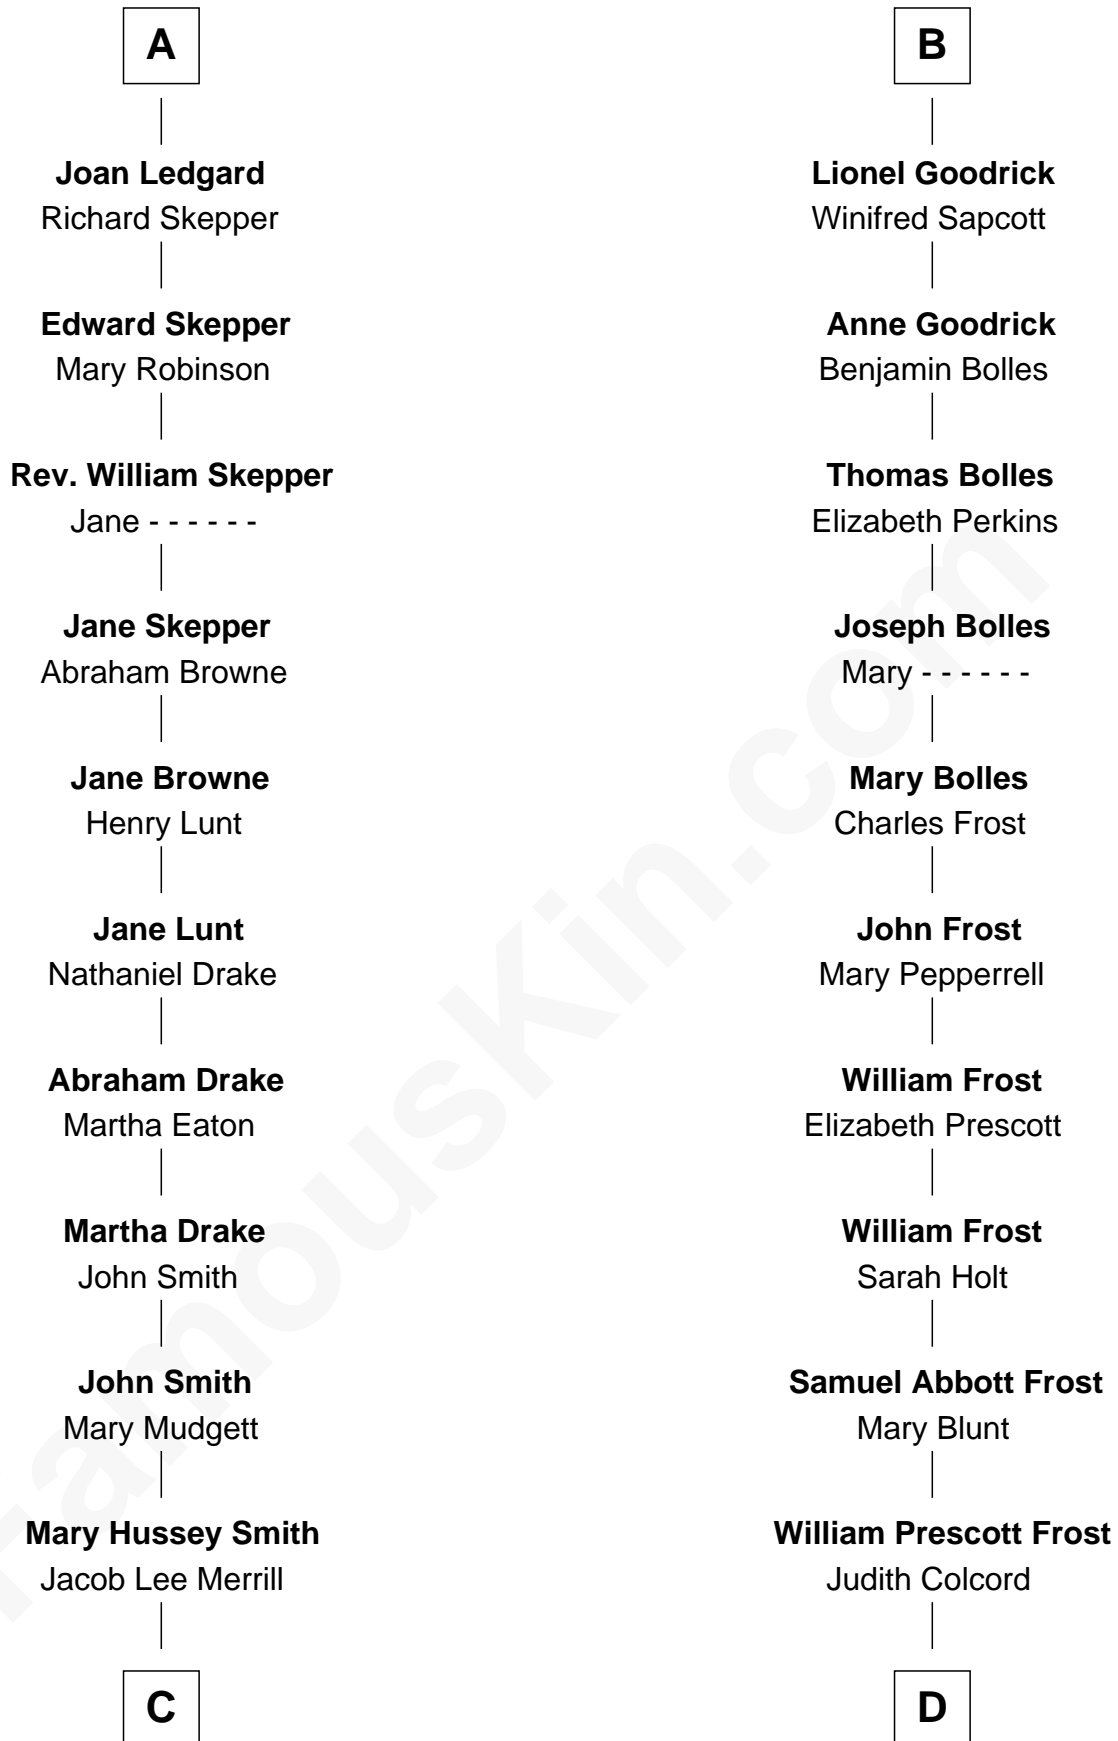 A
Joan Ledgard
Richard Skepper
Edward Skepper
Mary Robinson
Rev. William Skepper
Jane - - - - - -
Jane Skepper
Abraham Browne
Jane Browne
Henry Lunt
Jane Lunt
Nathaniel Drake
Abraham Drake
Martha Eaton
Martha Drake
John Smith
John Smith
Mary Mudgett
Mary Hussey Smith
Jacob Lee Merrill
C
B
Lionel Goodrick
Winifred Sapcott
Anne Goodrick
Benjamin Bolles
Thomas Bolles
Elizabeth Perkins
Joseph Bolles
Mary - - - - - -
Mary Bolles
Charles Frost
John Frost
Mary Pepperrell
William Frost
Elizabeth Prescott
William Frost
Sarah Holt
Samuel Abbott Frost
Mary Blunt
William Prescott Frost
Judith Colcord
D
FamousKin.com